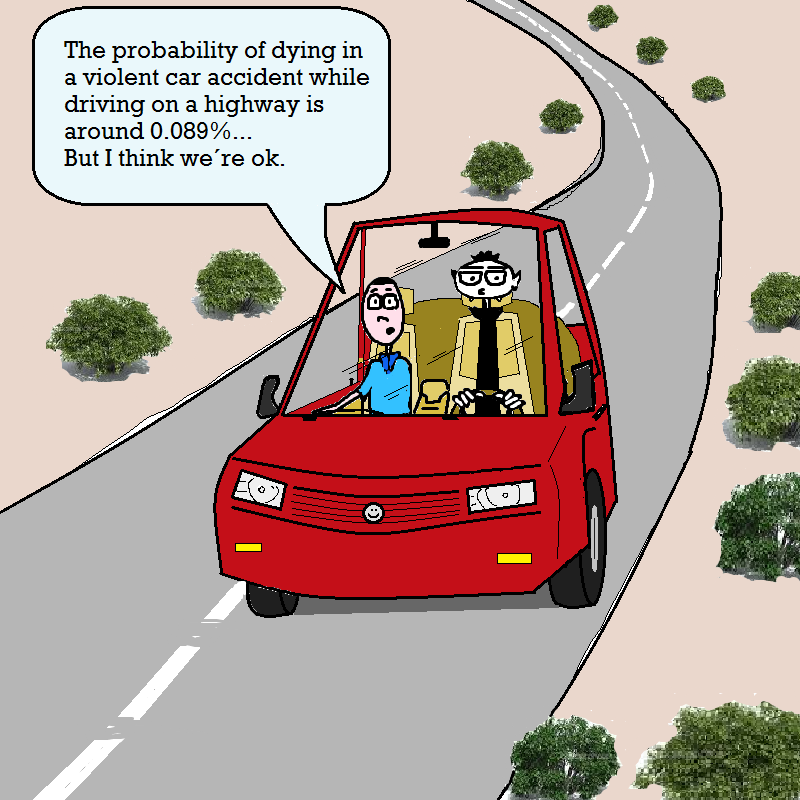 The probability of dying in
a violent car accident while
driving on a highway is
around 0.089%...
But I think we´re ok.